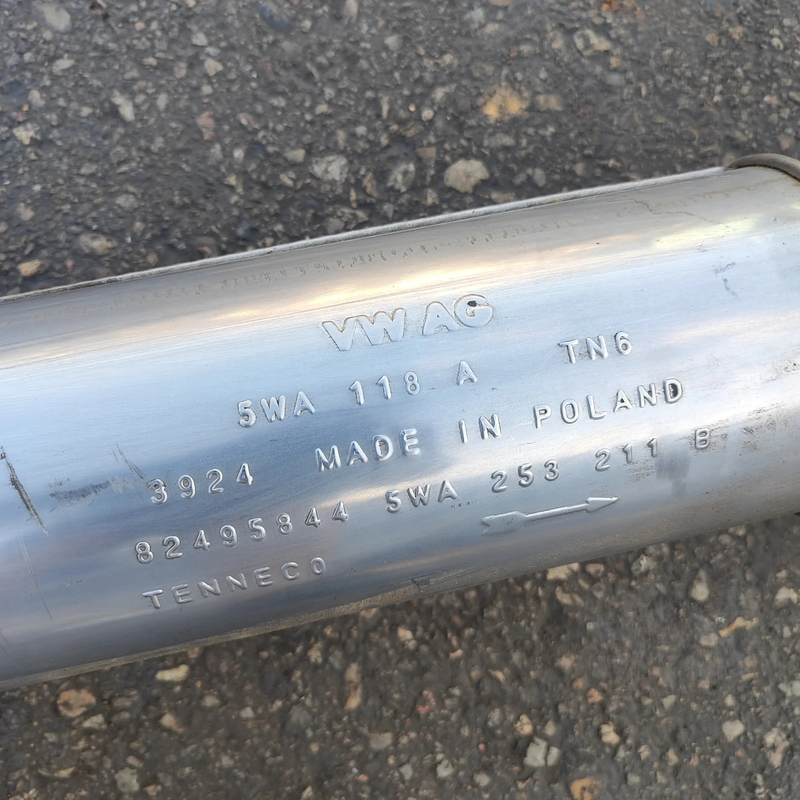 VW AG
5WA 118 A TN6
3924 MADE IN POLAND
82495844 5WA 253 211 B
TENNECO